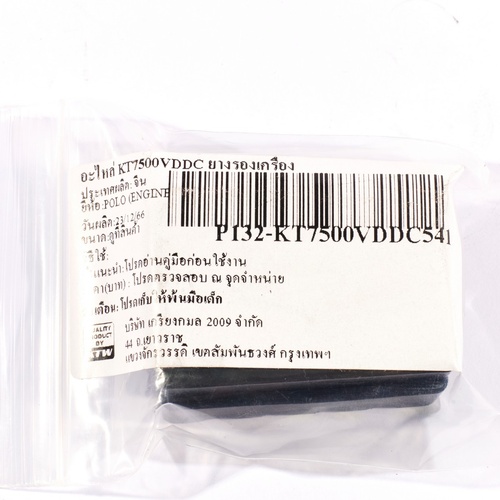 อะไหล่ KT7500VDDC ยางรองเครื่อง
ประเทศผลิต: จีน
ยี่ห้อ: POLO (ENGINE
วันผลิต: 23/12/66
ขนาด: ดูที่สินค้า
P132-KT7500VDDC541
วิธีใช้:
แนะนำ: โปรดอ่านคู่มือก่อนใช้งาน
ราคา(บาท) : โปรดตรวจสอบ ณ จุดจำหน่าย
เตือน: โปรดเก็บให้พ้นมือเด็ก
QUALITY
PRODUCT
BY
KTW
บริษัท เกรียงกมล 2009 จำกัด
44 ถ.เยาวราช
แขวงจักรวรรดิ เขตสัมพันธวงศ์ กรุงเทพฯ